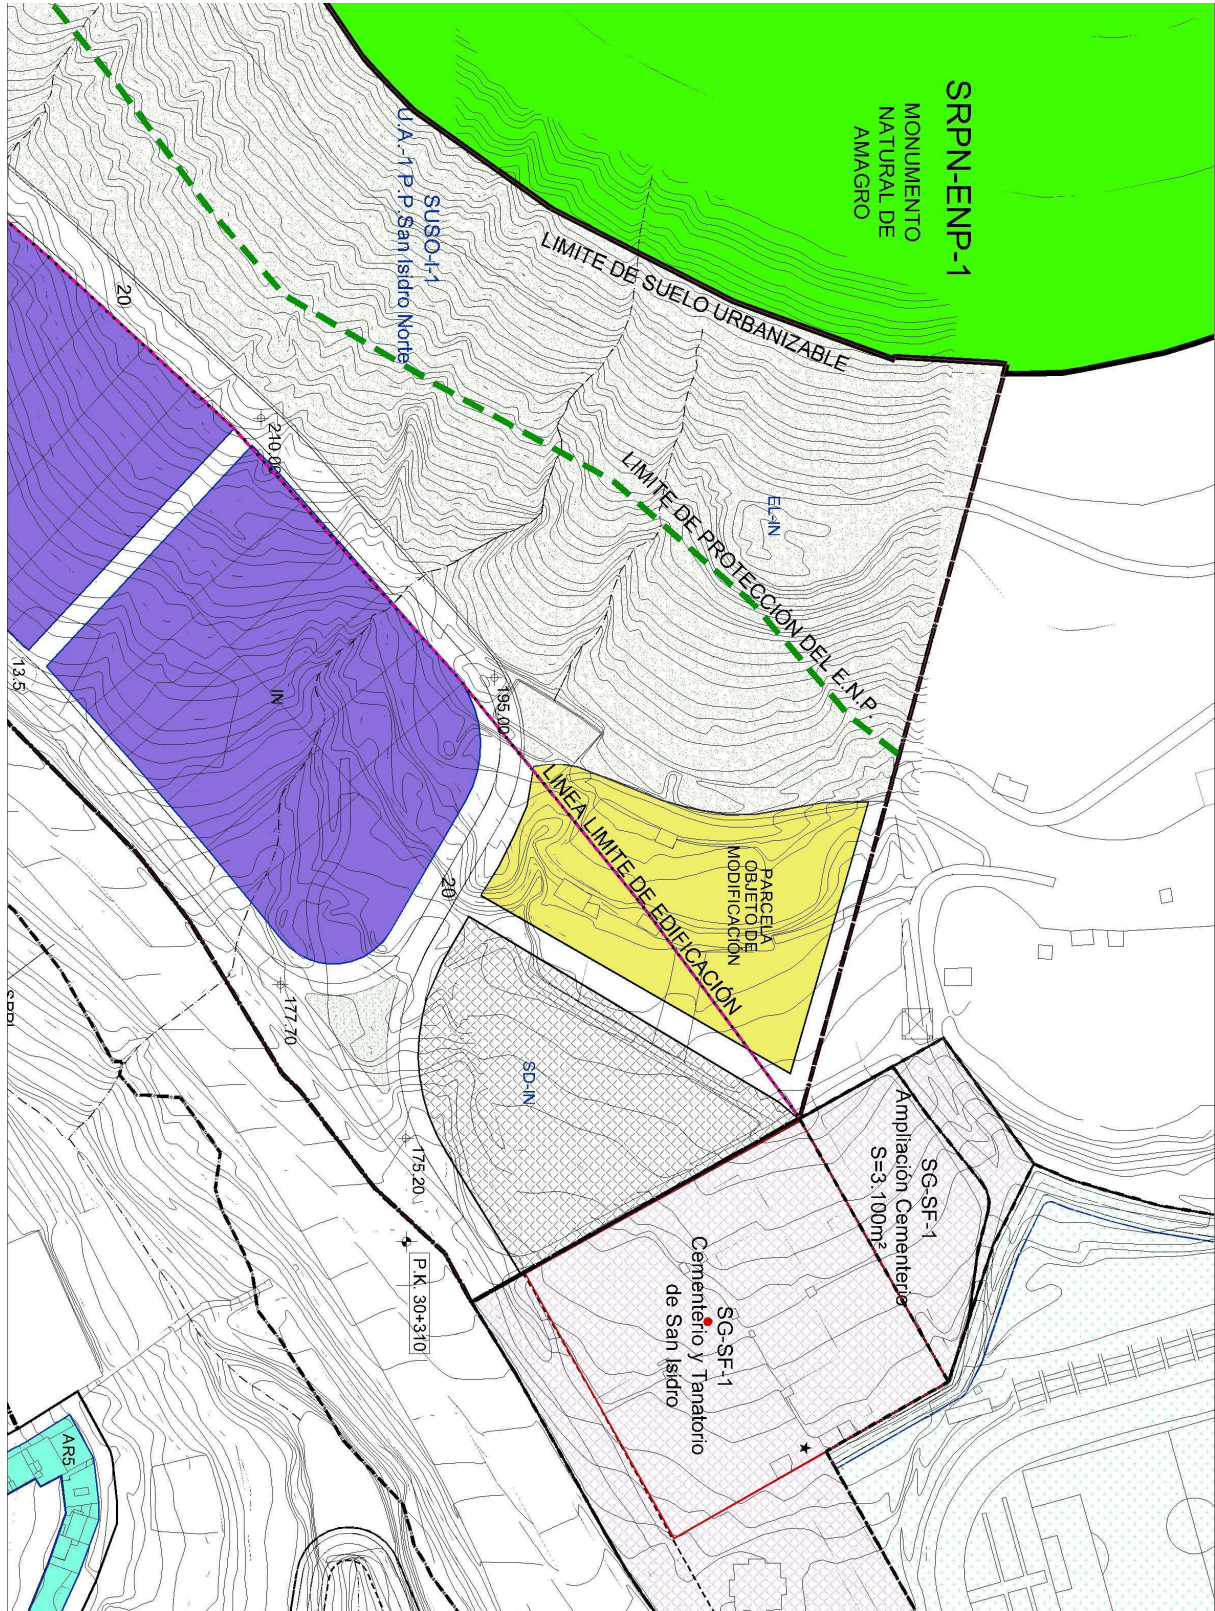 SRPN-ENP-1
MONUMENTO
NATURAL DE
AMAGRO
LIMITE DE SUELO URBANIZABLE
SUSO-I-1
U.A.-1 P.P.San Isidro Norte
LIMITE DE PROTECCIÓN DEL E.N.P.
EL-IN
20
210.00
195.00
IN
13.5
LINEA LIMITE DE EDIFICACIÓN
PARCELA
OBJETO DE
MODIFICACIÓN
20
177.70
SD-IN
175.20
P.K. 30+310
SG-SF-1
Ampliación Cementerio
S=3.100m²
SG-SF-1
Cementerio y Tanatorio
de San Isidro
AR5